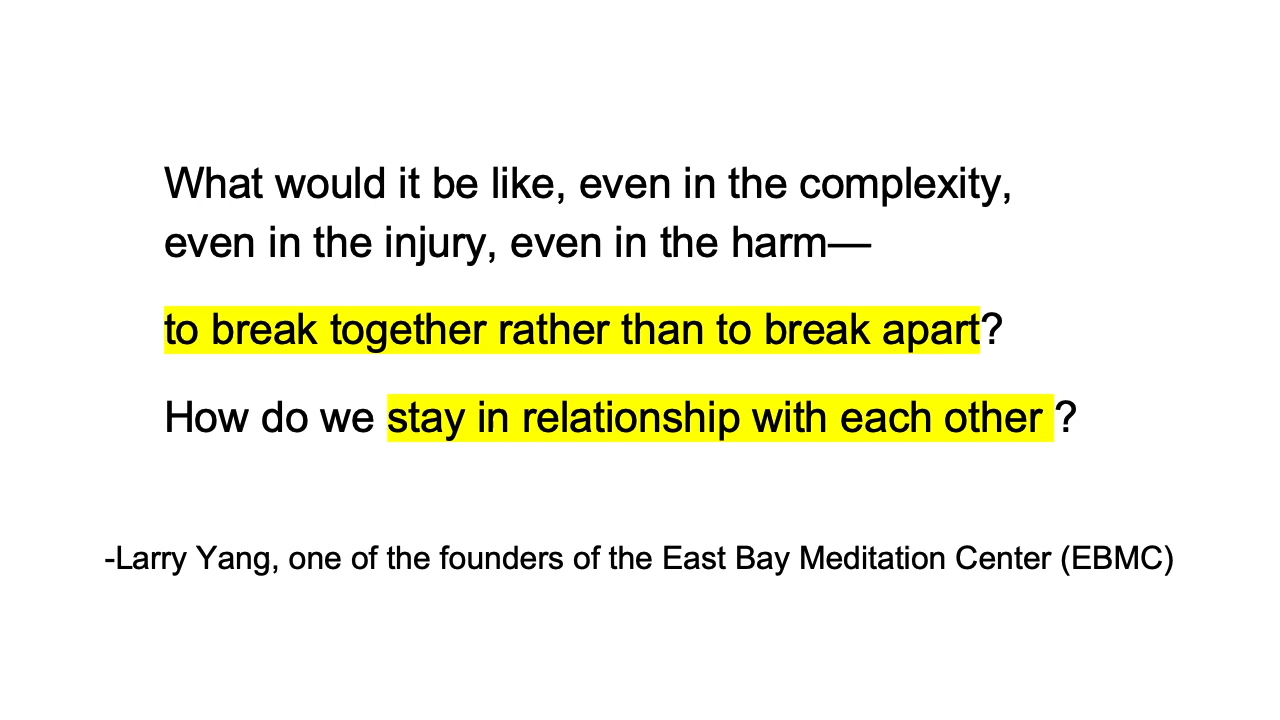 What would it be like, even in the complexity,
even in the injury, even in the harm—
to break together rather than to break apart?
How do we stay in relationship with each other ?
-Larry Yang, one of the founders of the East Bay Meditation Center (EBMC)